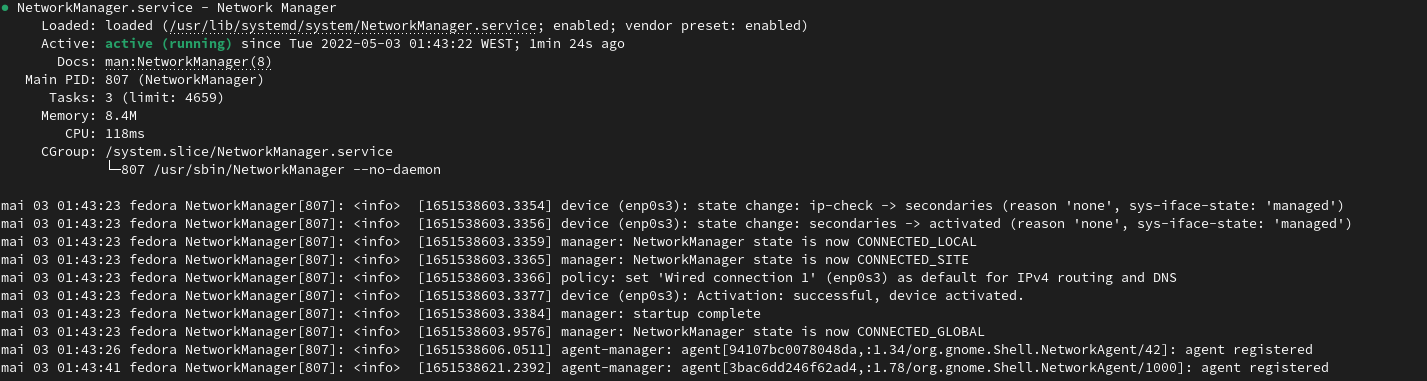 ● NetworkManager.service - Network Manager
Loaded: loaded (/usr/lib/systemd/system/NetworkManager.service; enabled; vendor preset: enabled)
Active: active (running) since Tue 2022-05-03 01:43:22 WEST; 1min 24s ago
Docs: man:NetworkManager(8)
Main PID: 807 (NetworkManager)
Tasks: 3 (limit: 4659)
Memory: 8.4M
CPU: 118ms
CGroup: /system.slice/NetworkManager.service
└─807 /usr/sbin/NetworkManager --no-daemon
mai 03 01:43:23 fedora NetworkManager[807]: <info>  [1651538603.3354] device (enp0s3): state change: ip-check -> secondaries (reason 'none', sys-iface-state: 'managed')
mai 03 01:43:23 fedora NetworkManager[807]: <info>  [1651538603.3356] device (enp0s3): state change: secondaries -> activated (reason 'none', sys-iface-state: 'managed')
mai 03 01:43:23 fedora NetworkManager[807]: <info>  [1651538603.3359] manager: NetworkManager state is now CONNECTED_LOCAL
mai 03 01:43:23 fedora NetworkManager[807]: <info>  [1651538603.3365] manager: NetworkManager state is now CONNECTED_SITE
mai 03 01:43:23 fedora NetworkManager[807]: <info>  [1651538603.3366] policy: set 'Wired connection 1' (enp0s3) as default for IPv4 routing and DNS
mai 03 01:43:23 fedora NetworkManager[807]: <info>  [1651538603.3377] device (enp0s3): Activation: successful, device activated.
mai 03 01:43:23 fedora NetworkManager[807]: <info>  [1651538603.3384] manager: startup complete
mai 03 01:43:23 fedora NetworkManager[807]: <info>  [1651538603.9576] manager: NetworkManager state is now CONNECTED_GLOBAL
mai 03 01:43:26 fedora NetworkManager[807]: <info>  [1651538606.0511] agent-manager: agent[94107bc0078048da,:1.34/org.gnome.Shell.NetworkAgent/42]: agent registered
mai 03 01:43:41 fedora NetworkManager[807]: <info>  [1651538621.2392] agent-manager: agent[3bac6dd246f62ad4,:1.78/org.gnome.Shell.NetworkAgent/1000]: agent registered